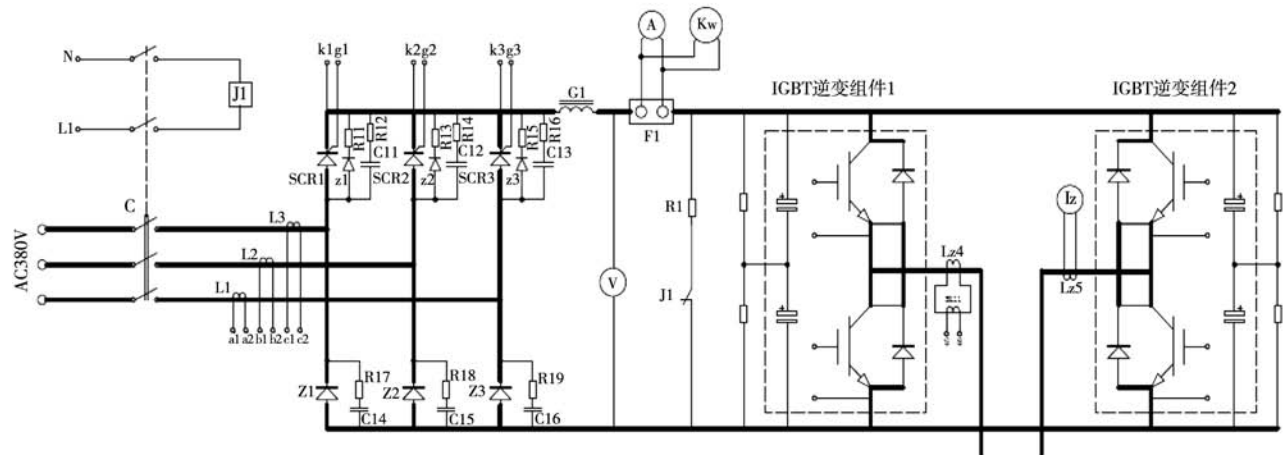 A
Kw
N
k1g1
k2g2
k3g3
J1
G1
IGBT逆变组件1
IGBT逆变组件2
L1
F1
R11
R12
R13
R14
R15
R16
C11
C12
C13
SCR1
z1
SCR2
z2
SCR3
z3
C
L3
R1
Iz
AC380V
L2
Lz4
L1
V
J1
Lz5
a1
a2
b1
b2
c1
c2
Z1
R17
Z2
R18
Z3
R19
C14
C15
C16